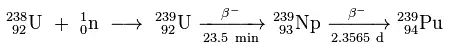 ²³⁸₉₂U + ¹₀n ⟶ ²³⁹₉₂U —β⁻ / 23.5 min→ ²³⁹₉₃Np —β⁻ / 2.3565 d→ ²³⁹₉₄Pu